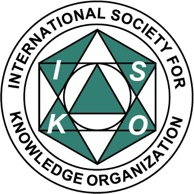 INTERNATIONAL SOCIETY FOR
KNOWLEDGE ORGANIZATION
I S
K O